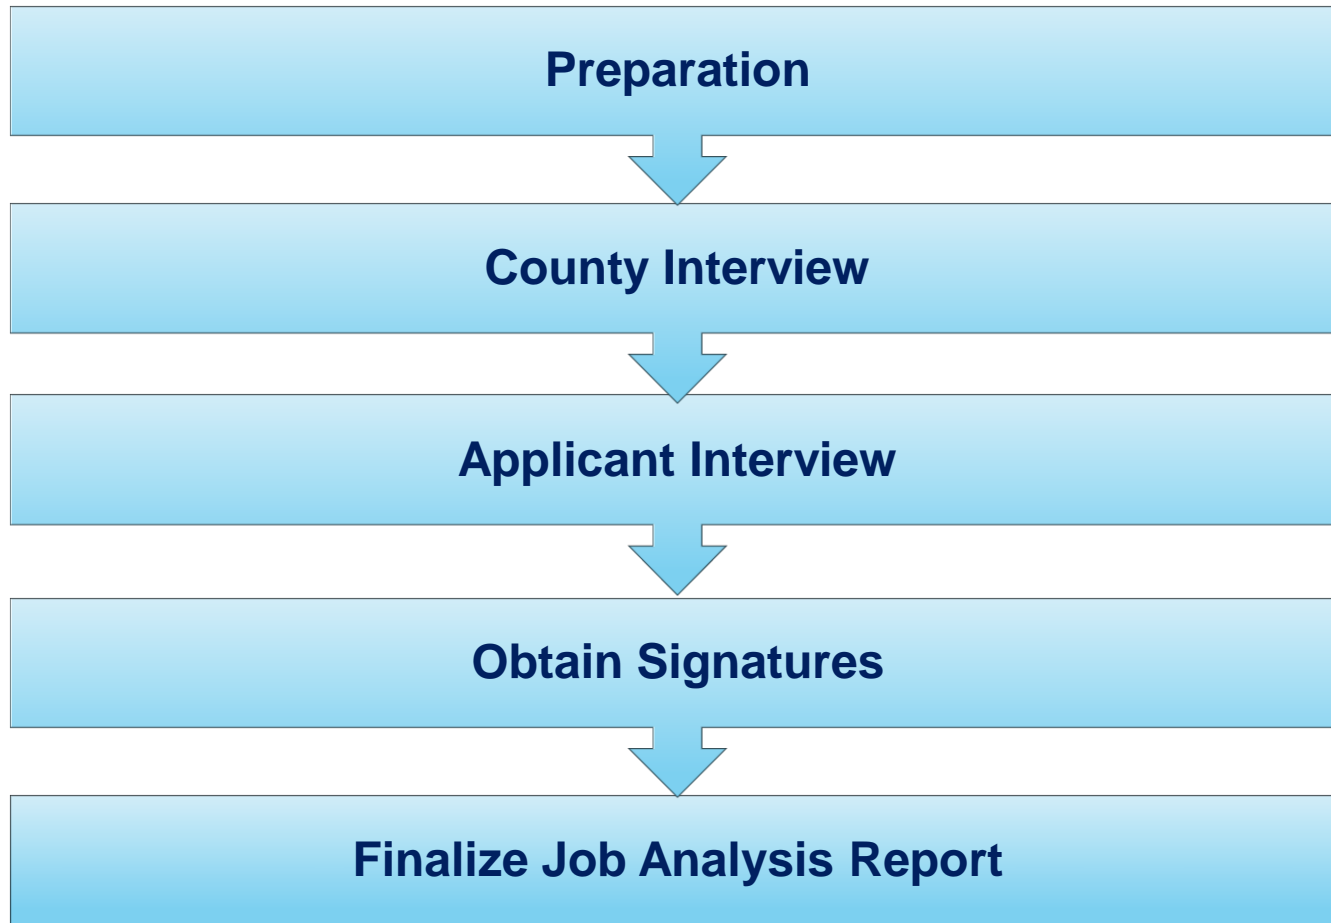 Preparation
County Interview
Applicant Interview
Obtain Signatures
Finalize Job Analysis Report